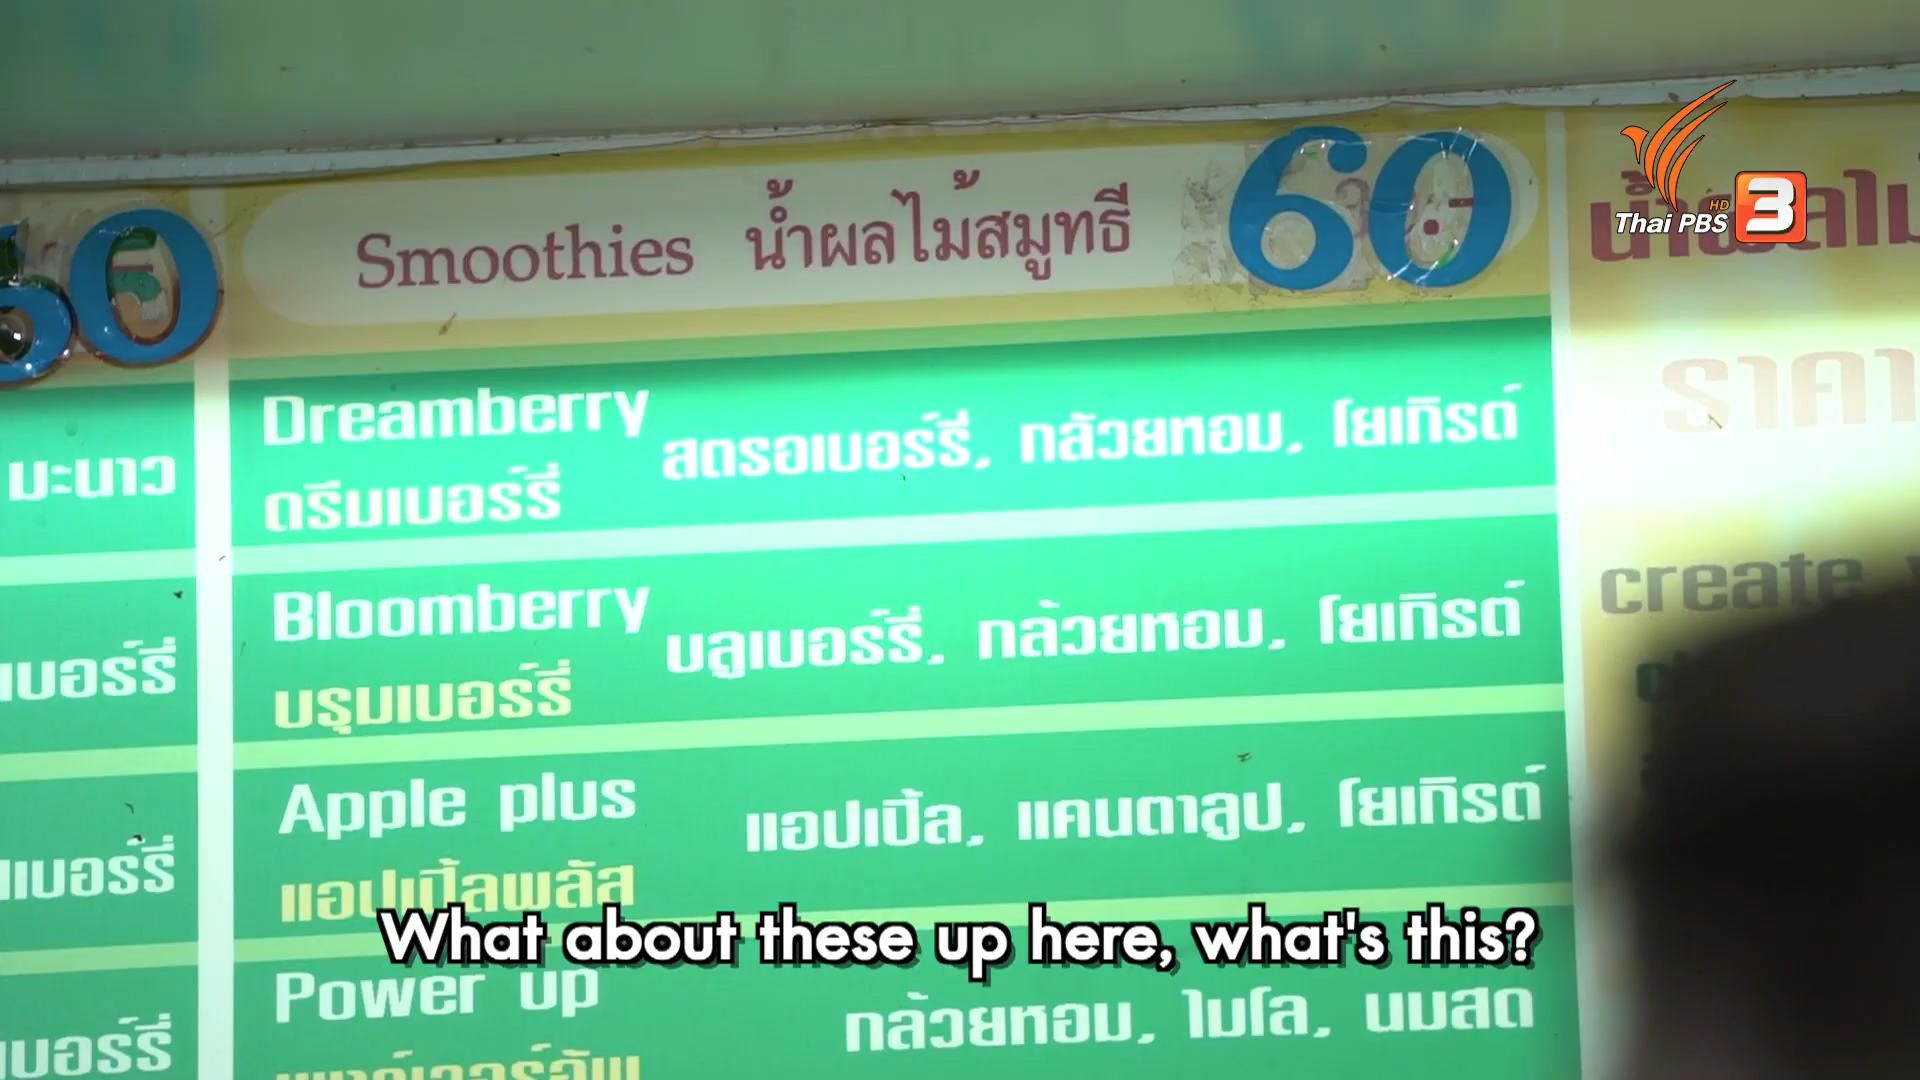 60
Smoothies น้ำผลไม้สมูทธี 60
HD
Thai PBS 3
น้ำผลไม้
ราคา
Dreamberry
สตรอเบอร์รี่, กล้วยหอม, โยเกิรต์
ดรีมเบอร์รี่
มะนาว
Bloomberry
บลูเบอร์รี่, กล้วยหอม, โยเกิรต์
บรุมเบอร์รี่
เบอร์รี่
create
Apple plus
แอปเปิ้ล, แคนตาลูป, โยเกิรต์
แอปเปิ้ลพลัส
เบอร์รี่
What about these up here, what's this?
Power up
กล้วยหอม, ไมโล, นมสด
เบอร์รี่